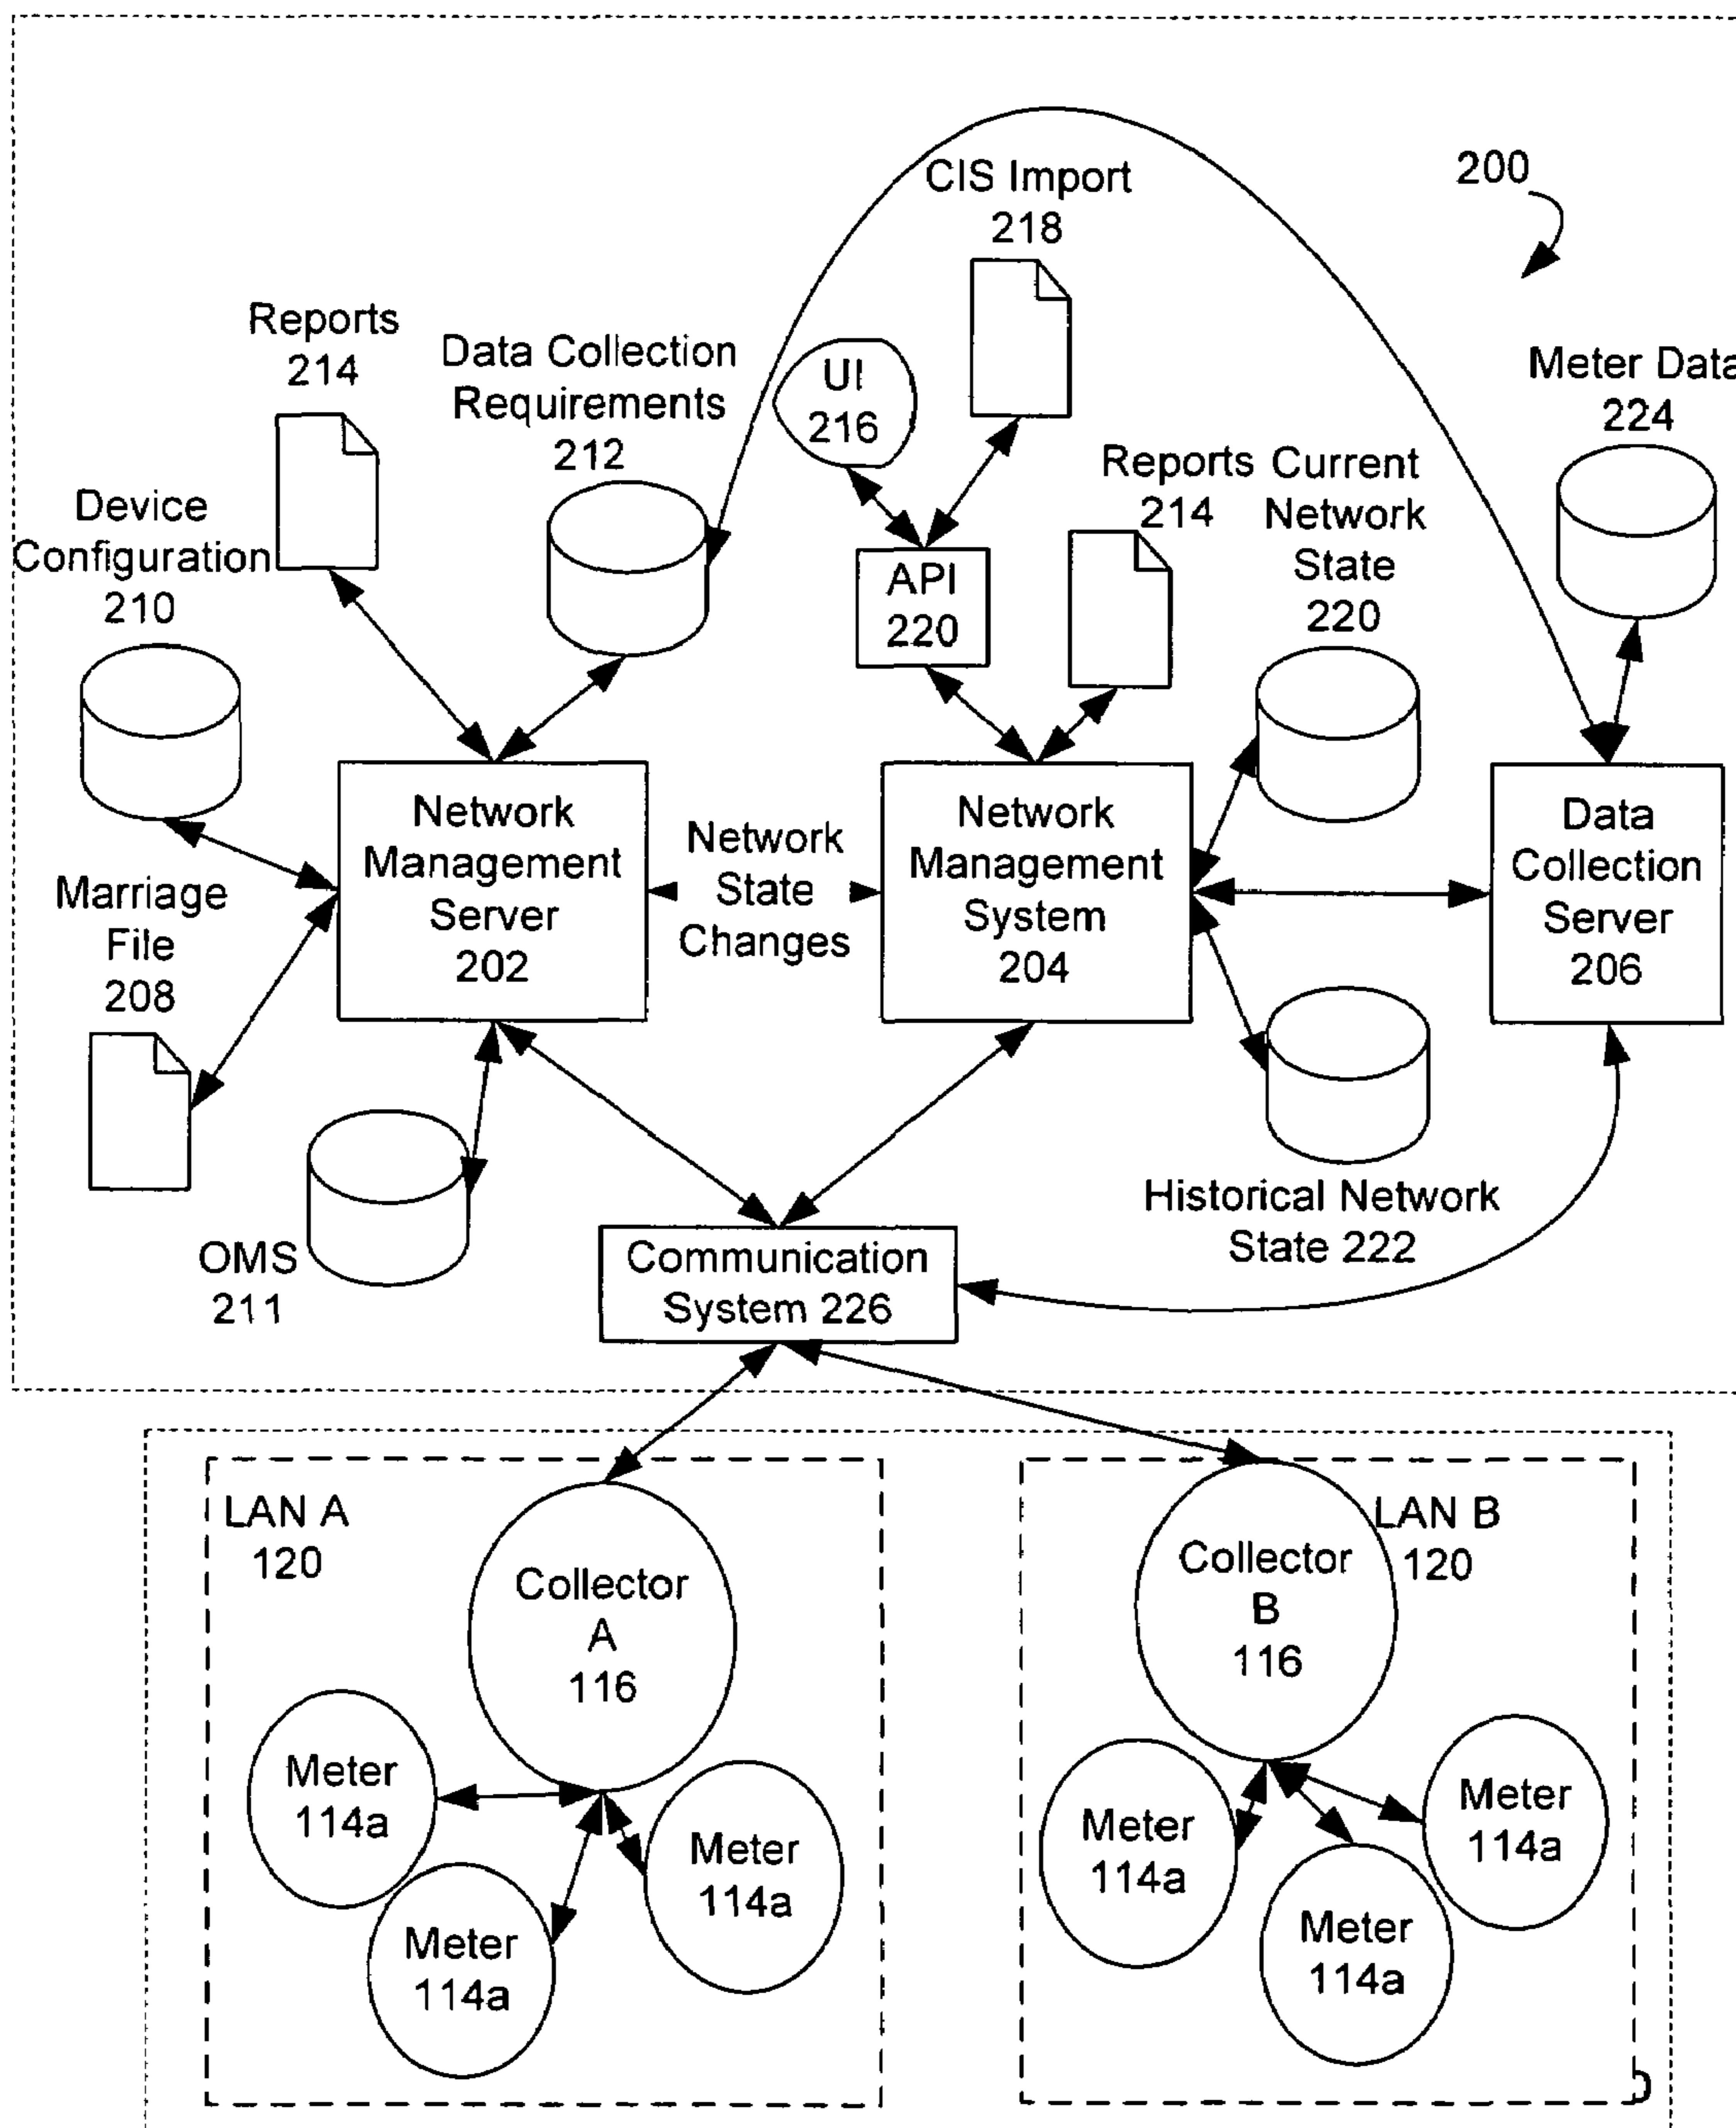 200
CIS Import
218
Reports
214
Data Collection
Requirements
212
UI
216
Meter Data
224
Device
Configuration
210
API
220
Reports
214
Current
Network
State
220
Network
Management
Server
202
Network
State
Changes
Network
Management
System
204
Data
Collection
Server
206
Marriage
File
208
OMS
211
Historical Network
State 222
Communication
System 226
LAN A
120
Collector
A
116
Meter
114a
Meter
114a
Meter
114a
LAN B
120
Collector
B
116
Meter
114a
Meter
114a
Meter
114a